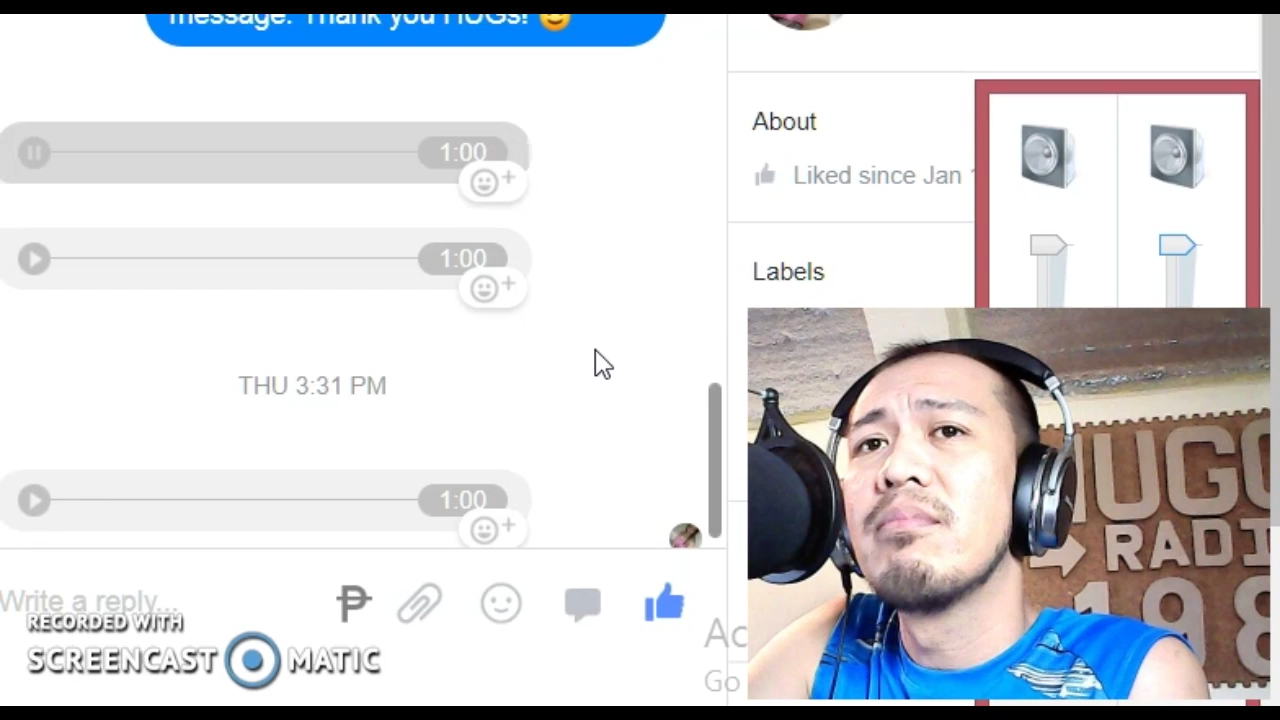 message. Thank you HUGs!
1:00
1:00
THU 3:31 PM
1:00
Write a reply...
About
Liked since Jan
Labels
RECORDED WITH
SCREENCAST MATIC
Go
HUGO
RADI
198